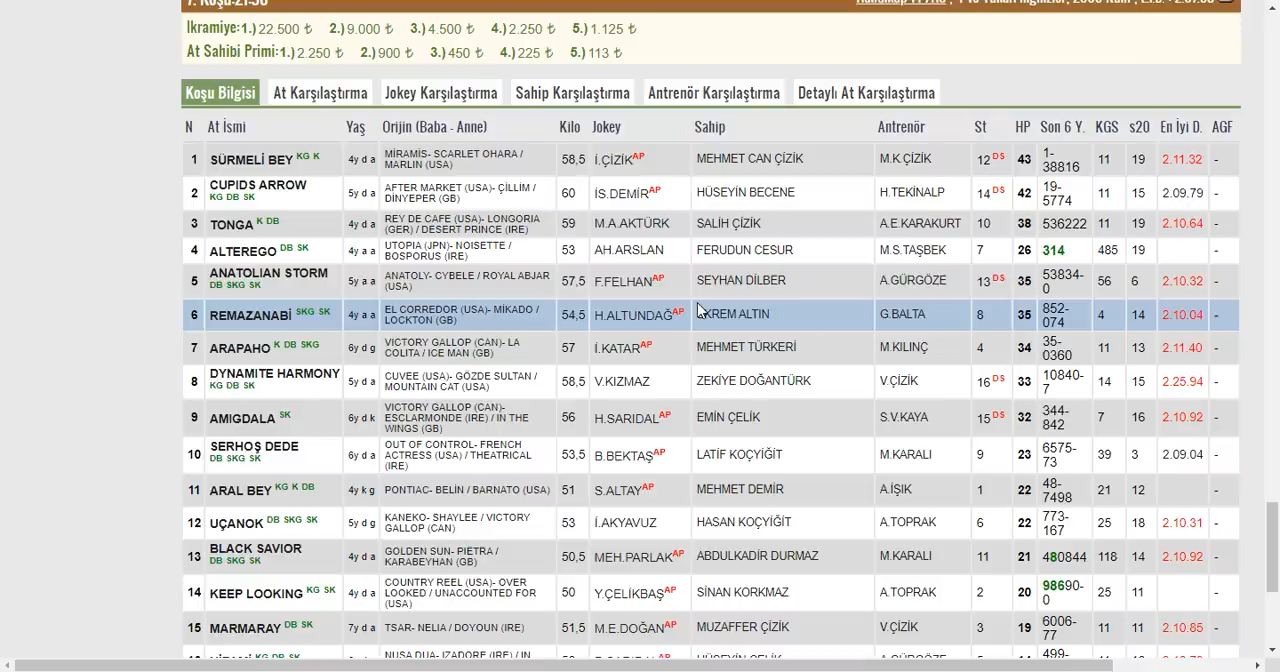 7. Koşu:21.30
İkramiye:1.) 22.500 ₺ 2.) 9.000 ₺ 3.) 4.500 ₺ 4.) 2.250 ₺ 5.) 1.125 ₺
At Sahibi Primi:1.) 2.250 ₺ 2.) 900 ₺ 3.) 450 ₺ 4.) 225 ₺ 5.) 113 ₺
Koşu Bilgisi At Karşılaştırma Jokey Karşılaştırma Sahip Karşılaştırma Antrenör Karşılaştırma Detaylı At Karşılaştırma
N At İsmi Yaş Orijin (Baba - Anne) Kilo Jokey Sahip Antrenör St HP Son 6 Y. KGS s20 En İyi D. AGF
1 SÜRMELİ BEY KG K 4y d a MİRAMİS- SCARLET OHARA / MARLIN (USA) 58,5 İ.ÇİZİK AP MEHMET CAN ÇİZİK M.K.ÇİZİK 12 DS 43 1-38816 11 19 2.11.32 -
2 CUPIDS ARROW KG DB SK 5y d a AFTER MARKET (USA)- ÇİLLİM / DİNYEPER (GB) 60 İS.DEMİR AP HÜSEYİN BECENE H.TEKİNALP 14 DS 42 19-5774 11 15 2.09.79 -
3 TONGA K DB 4y d a REY DE CAFE (USA)- LONGORIA (GER) / DESERT PRINCE (IRE) 59 M.A.AKTÜRK SALİH ÇİZİK A.E.KARAKURT 10 38 536222 11 19 2.10.64 -
4 ALTEREGO DB SK 4y a a UTOPIA (JPN)- NOISETTE / BOSPORUS (IRE) 53 AH.ARSLAN FERUDUN CESUR M.S.TAŞBEK 7 26 314 485 19 -
5 ANATOLIAN STORM DB SKG SK 5y a a ANATOLY- CYBELE / ROYAL ABJAR (USA) 57,5 F.FELHAN AP SEYHAN DİLBER A.GÜRGÖZE 13 DS 35 53834-0 56 6 2.10.32 -
6 REMAZANABİ SKG SK 4y a a EL CORREDOR (USA)- MİKADO / LOCKTON (GB) 54,5 H.ALTUNDAĞ AP EKREM ALTIN G.BALTA 8 35 852-074 4 14 2.10.04 -
7 ARAPAHO K DB SKG 6y d g VICTORY GALLOP (CAN)- LA COLITA / ICE MAN (GB) 57 İ.KATAR AP MEHMET TÜRKERİ M.KILINÇ 4 34 35-0360 11 13 2.11.40 -
8 DYNAMITE HARMONY KG DB SK 5y d a CUVEE (USA)- GÖZDE SULTAN / MOUNTAIN CAT (USA) 58,5 V.KIZMAZ ZEKİYE DOĞANTÜRK V.ÇİZİK 16 DS 33 10840-7 14 15 2.25.94 -
9 AMIGDALA SK 6y d k VICTORY GALLOP (CAN)- ESCLARMONDE (IRE) / IN THE WINGS (GB) 56 H.SARIDAL AP EMİN ÇELİK S.V.KAYA 15 DS 32 344-842 7 16 2.10.92 -
10 SERHOŞ DEDE DB SKG SK 6y d a OUT OF CONTROL- FRENCH ACTRESS (USA) / THEATRICAL (IRE) 53,5 B.BEKTAŞ AP LATİF KOÇYİĞİT M.KARALI 9 23 6575-73 39 3 2.09.04 -
11 ARAL BEY KG K DB 4y k g PONTIAC- BELİN / BARNATO (USA) 51 S.ALTAY AP MEHMET DEMİR A.IŞIK 1 22 48-7498 21 12 -
12 UÇANOK DB SKG SK 5y d g KANEKO- SHAYLEE / VICTORY GALLOP (CAN) 53 İ.AKYAVUZ HASAN KOÇYİĞİT A.TOPRAK 6 22 773-167 25 18 2.10.31 -
13 BLACK SAVIOR DB SKG SK 4y d a GOLDEN SUN- PIETRA / KARABEYHAN (GB) 50,5 MEH.PARLAK AP ABDULKADİR DURMAZ M.KARALI 11 21 480844 118 14 2.10.92 -
14 KEEP LOOKING KG SK 4y d a COUNTRY REEL (USA)- OVER LOOKED / UNACCOUNTED FOR (USA) 50 Y.ÇELİKBAŞ AP SİNAN KORKMAZ A.TOPRAK 2 20 98690-0 25 11 -
15 MARMARAY DB SK 7y d a TSAR- NELIA / DOYOUN (IRE) 51,5 M.E.DOĞAN AP MUZAFFER ÇİZİK V.ÇİZİK 3 19 6006-77 11 11 2.10.85 -
499-